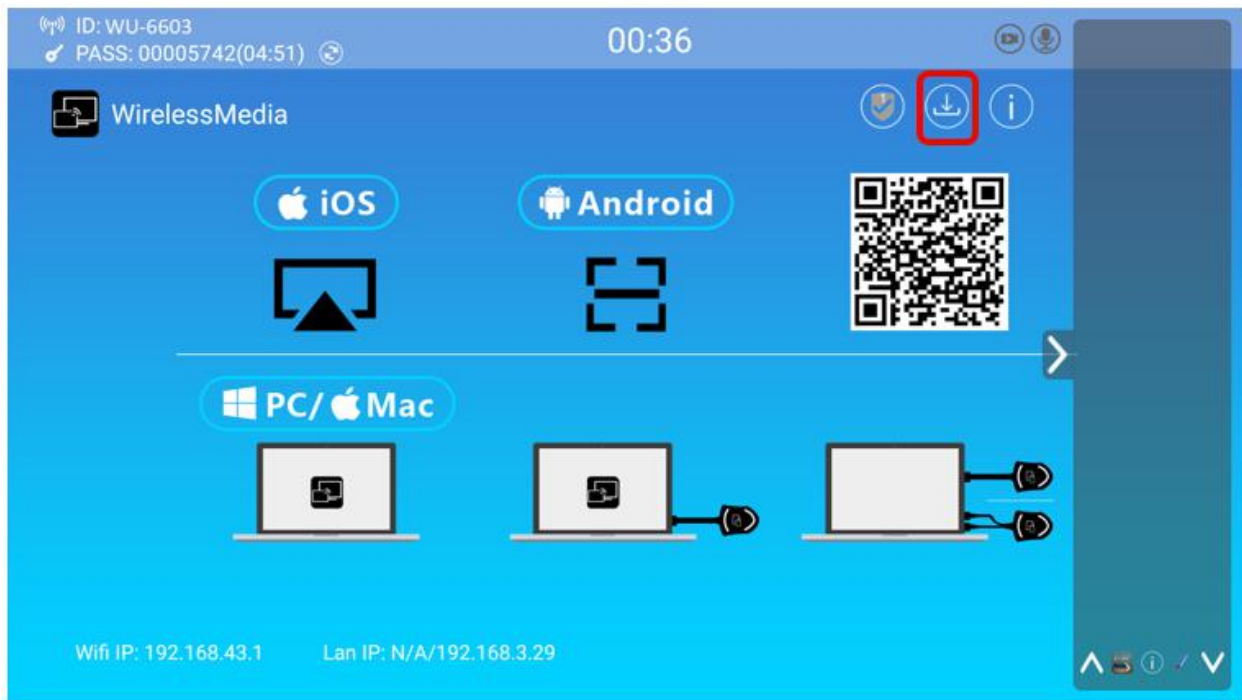 ID: WU-6603
PASS: 00005742(04:51)
00:36
WirelessMedia
iOS
Android
PC/ Mac
Wifi IP: 192.168.43.1
Lan IP: N/A/192.168.3.29